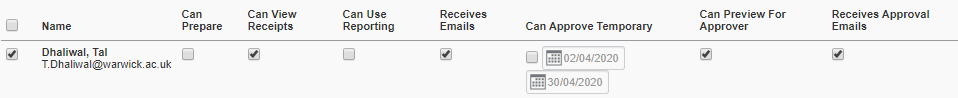 Name Can Prepare Can View Receipts Can Use Reporting Receives Emails Can Approve Temporary Can Preview For Approver Receives Approval Emails
Dhaliwal, Tal
T.Dhaliwal@warwick.ac.uk
02/04/2020
30/04/2020